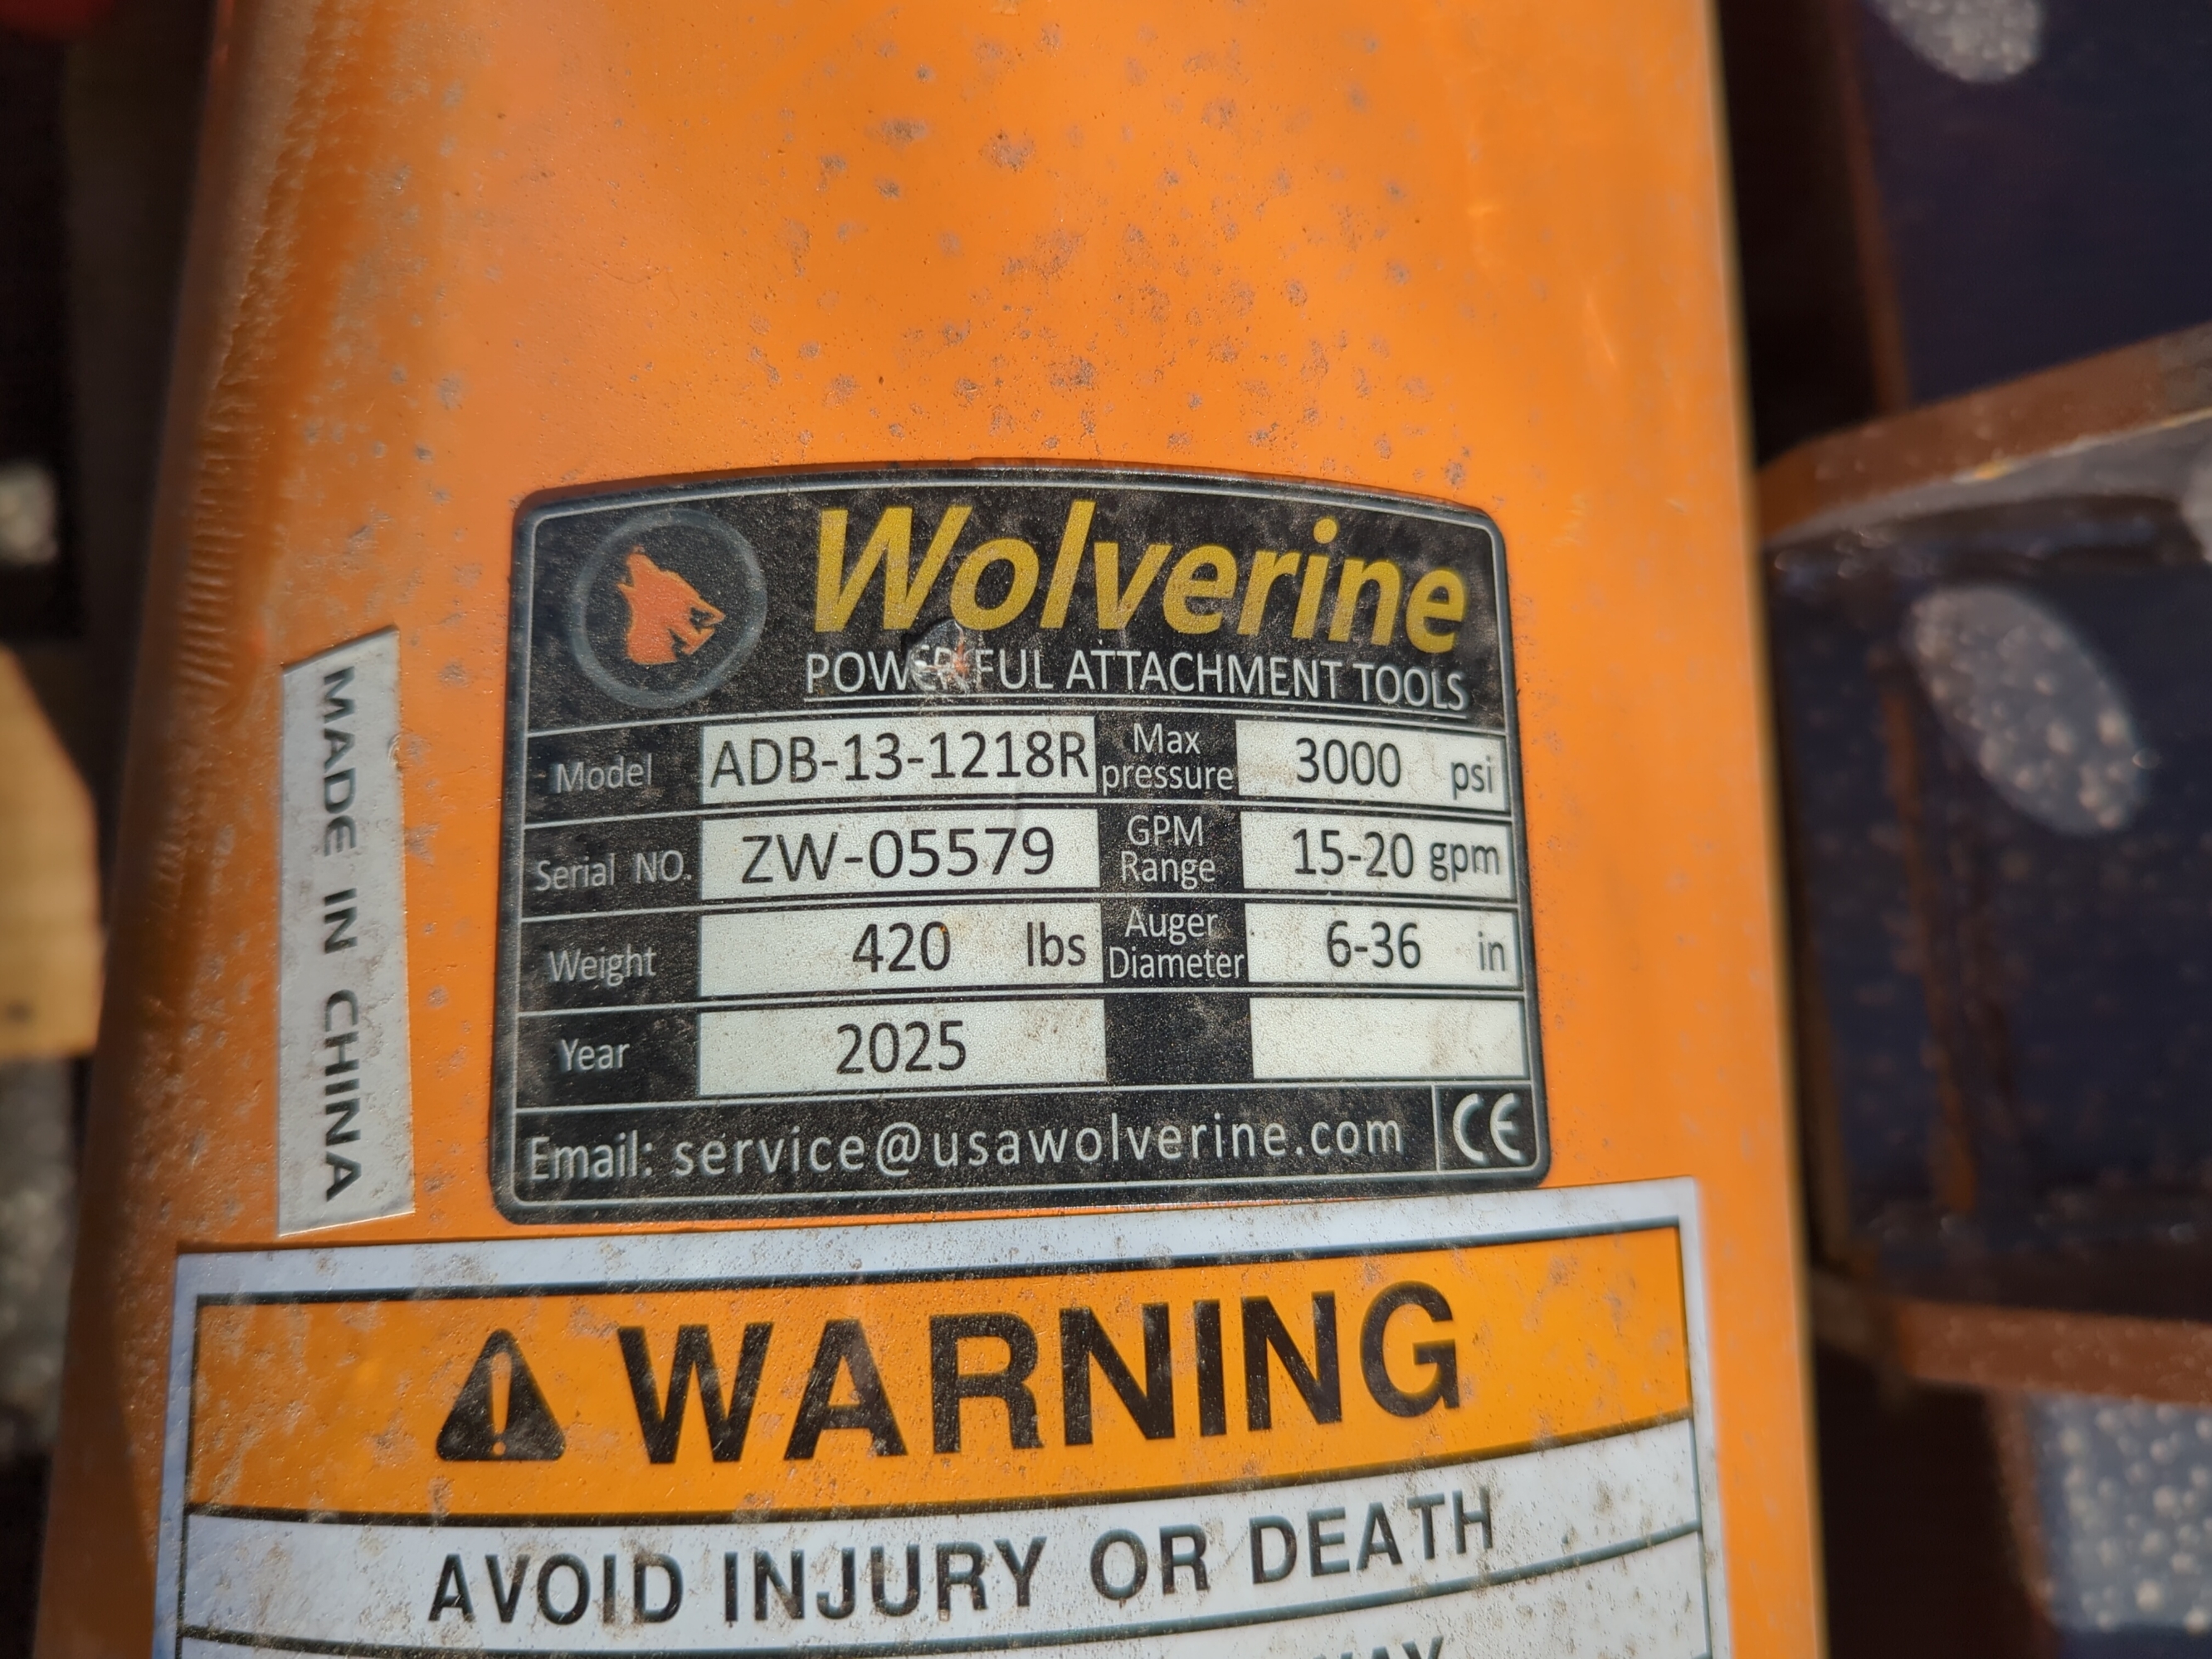 Wolverine
POWERFUL ATTACHMENT TOOLS
Model ADB-13-1218R Max pressure 3000 psi
Serial NO. ZW-05579 GPM Range 15-20 gpm
Weight 420 lbs Auger Diameter 6-36 in
Year 2025
Email: service@usawolverine.com CE
MADE IN CHINA
WARNING
AVOID INJURY OR DEATH